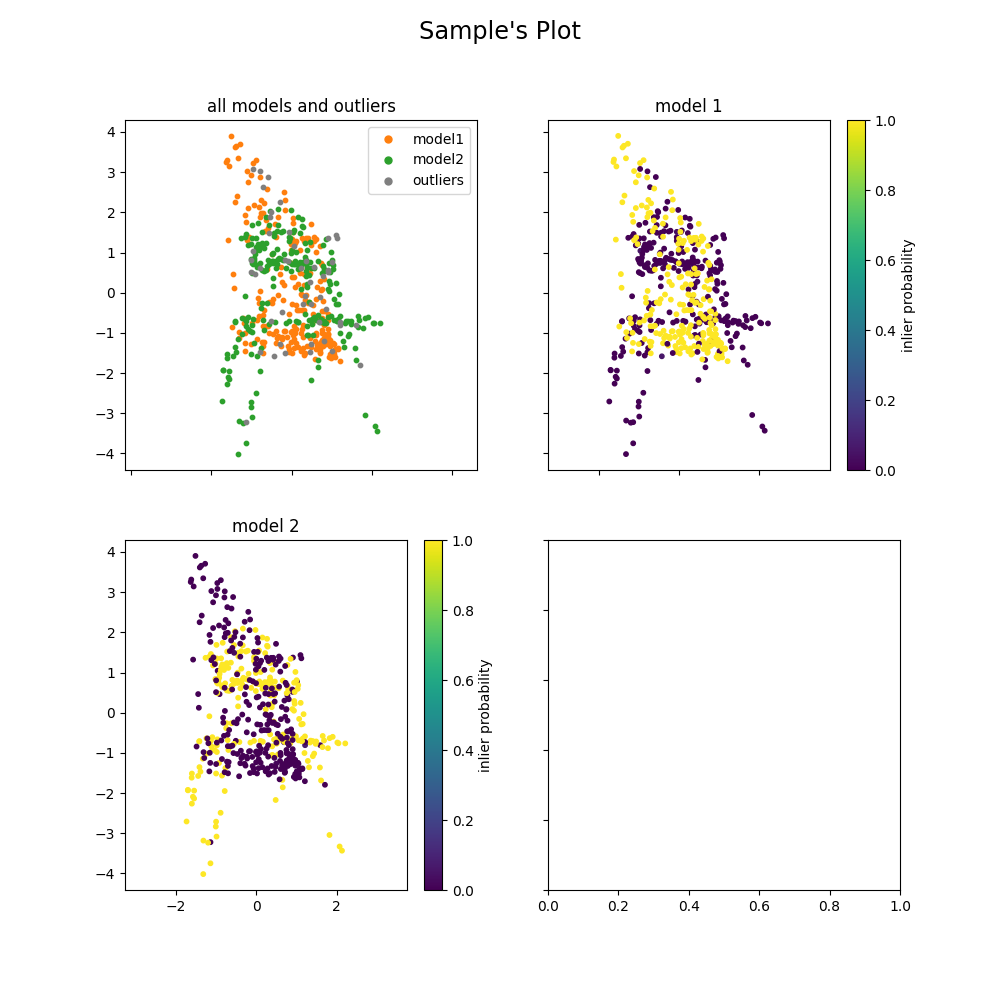 Sample's Plot
all models and outliers
4
3
2
1
0
−1
−2
−3
−4
model1
model2
outliers
model 1
1.0
0.8
0.6
0.4
0.2
0.0
inlier probability
model 2
4
3
2
1
0
−1
−2
−3
−4
−2 0 2
1.0
0.8
0.6
0.4
0.2
0.0
inlier probability
0.0 0.2 0.4 0.6 0.8 1.0